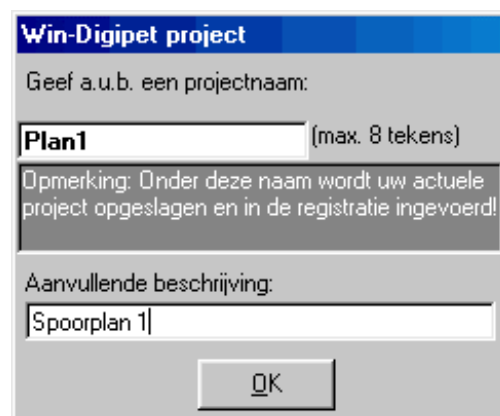 Win-Digipet project
Geef a.u.b. een projectnaam:
Plan1 (max. 8 tekens)
Opmerking: Onder deze naam wordt uw actuele
project opgeslagen en in de registratie ingevoerd!
Aanvullende beschrijving:
Spoorplan 1
OK